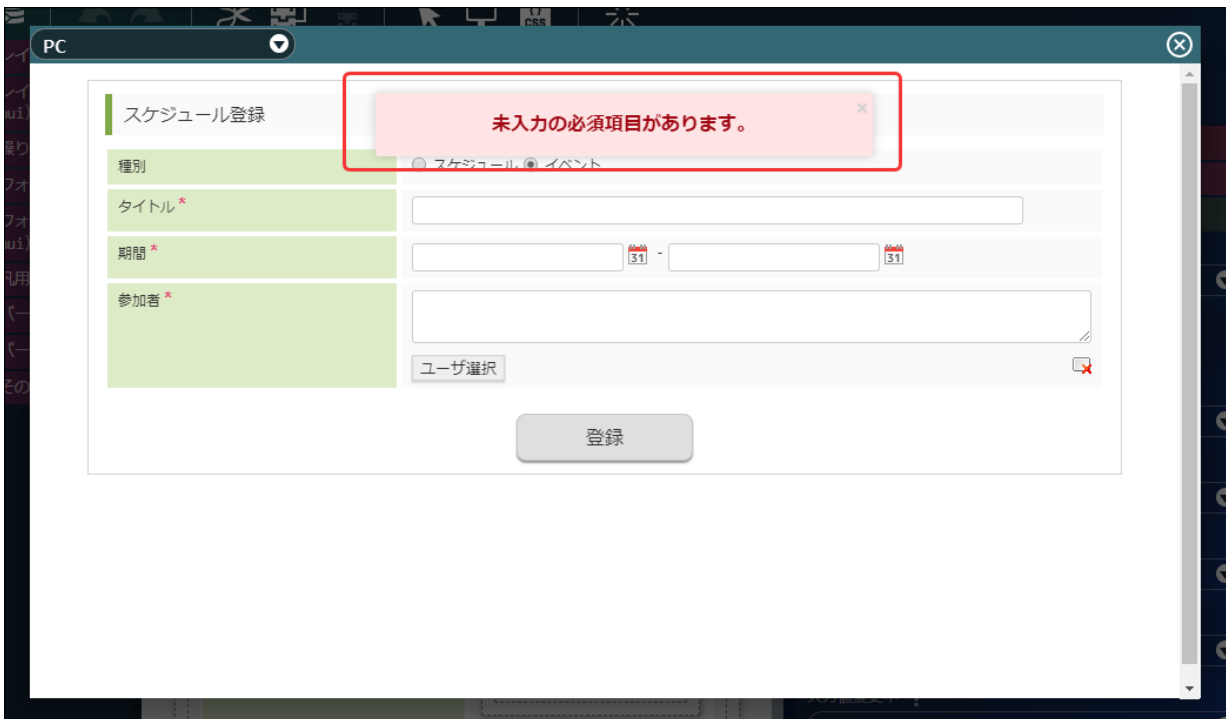 CSS
PC
スケジュール登録
未入力の必須項目があります。
×
種別
スケジュール イベント
タイトル*
期間*
31 - 31
参加者*
ユーザ選択
登録